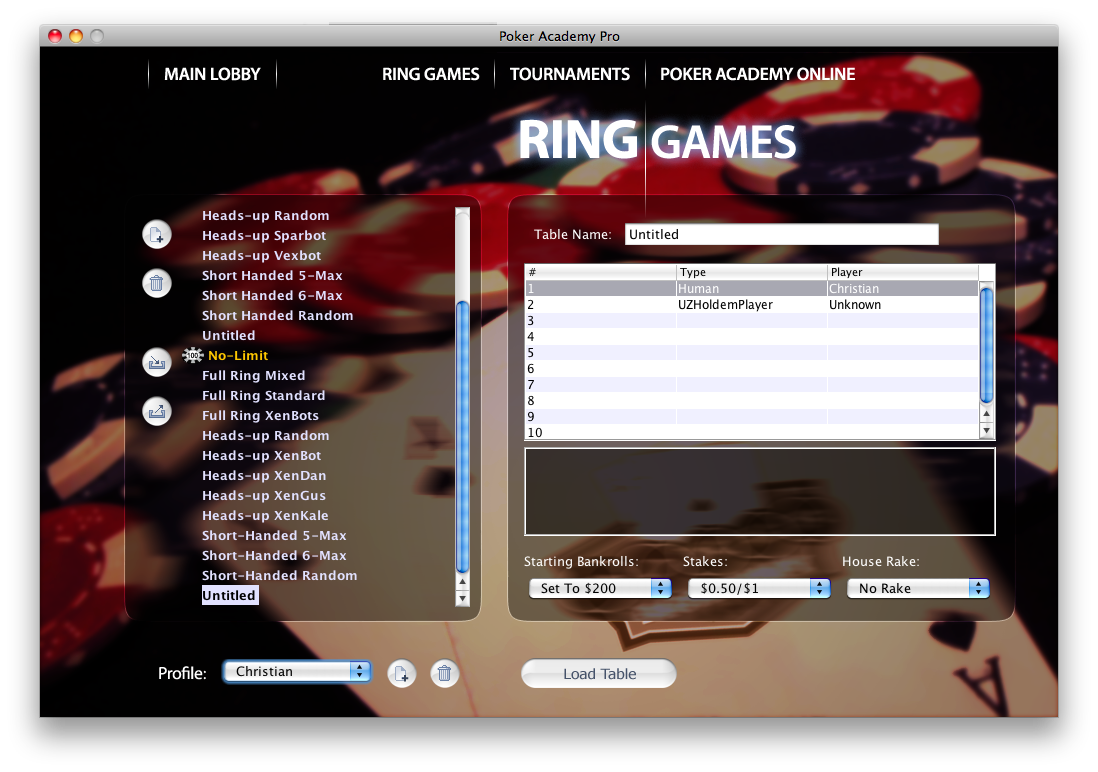 Poker Academy Pro
MAIN LOBBY
RING GAMES
TOURNAMENTS
POKER ACADEMY ONLINE
RING GAMES
Heads-up Random
Heads-up Sparbot
Heads-up Vexbot
Short Handed 5-Max
Short Handed 6-Max
Short Handed Random
Untitled
100 No-Limit
Full Ring Mixed
Full Ring Standard
Full Ring XenBots
Heads-up Random
Heads-up XenBot
Heads-up XenDan
Heads-up XenGus
Heads-up XenKale
Short-Handed 5-Max
Short-Handed 6-Max
Short-Handed Random
Untitled
Table Name: Untitled
# Type Player
1 Human Christian
2 UZHoldemPlayer Unknown
3
4
5
6
7
8
9
10
Starting Bankrolls: Stakes: House Rake:
Set To $200 $0.50/$1 No Rake
Profile: Christian
Load Table
A